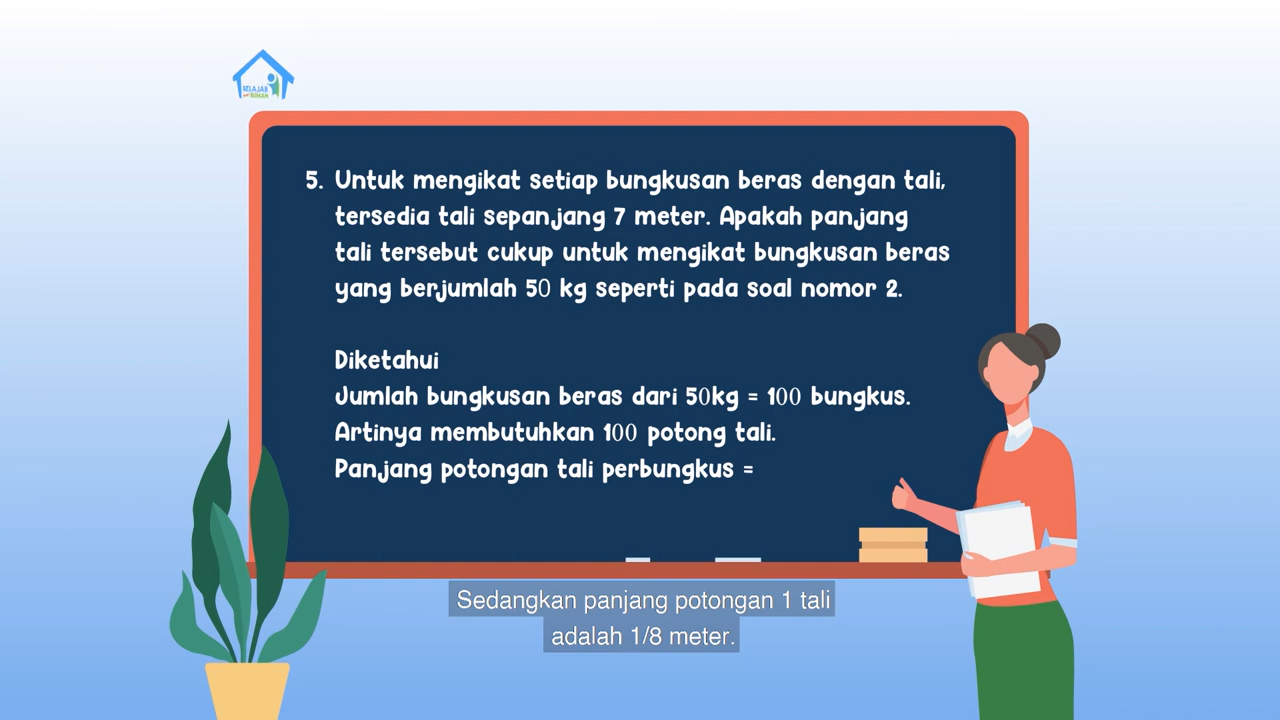 BELAJAR
RUMAH
5. Untuk mengikat setiap bungkusan beras dengan tali,
tersedia tali sepanjang 7 meter. Apakah panjang
tali tersebut cukup untuk mengikat bungkusan beras
yang berjumlah 50 kg seperti pada soal nomor 2.
Diketahui
Jumlah bungkusan beras dari 50kg = 100 bungkus.
Artinya membutuhkan 100 potong tali.
Panjang potongan tali perbungkus =
Sedangkan panjang potongan 1 tali
adalah 1/8 meter.